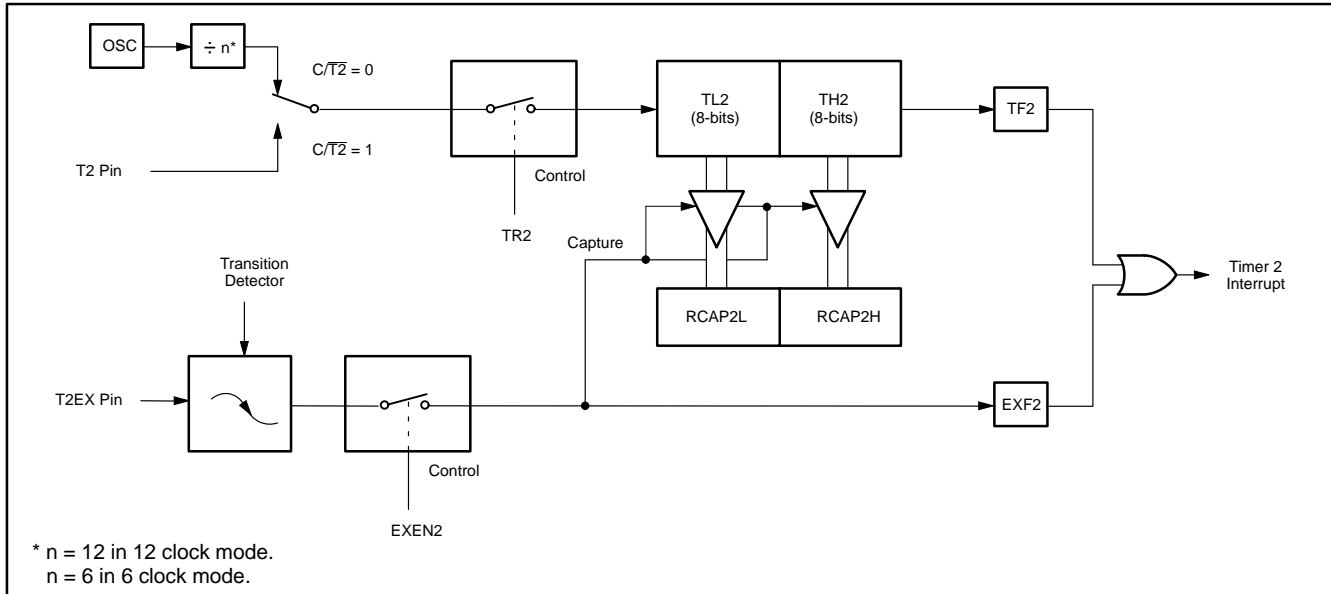 OSC
÷ n*
C/T2̅ = 0
TL2
(8-bits)
TH2
(8-bits)
TF2
C/T2̅ = 1
T2 Pin
Control
TR2
Capture
Transition
Detector
Timer 2
Interrupt
RCAP2L
RCAP2H
T2EX Pin
EXF2
Control
EXEN2
* n = 12 in 12 clock mode.
n = 6 in 6 clock mode.